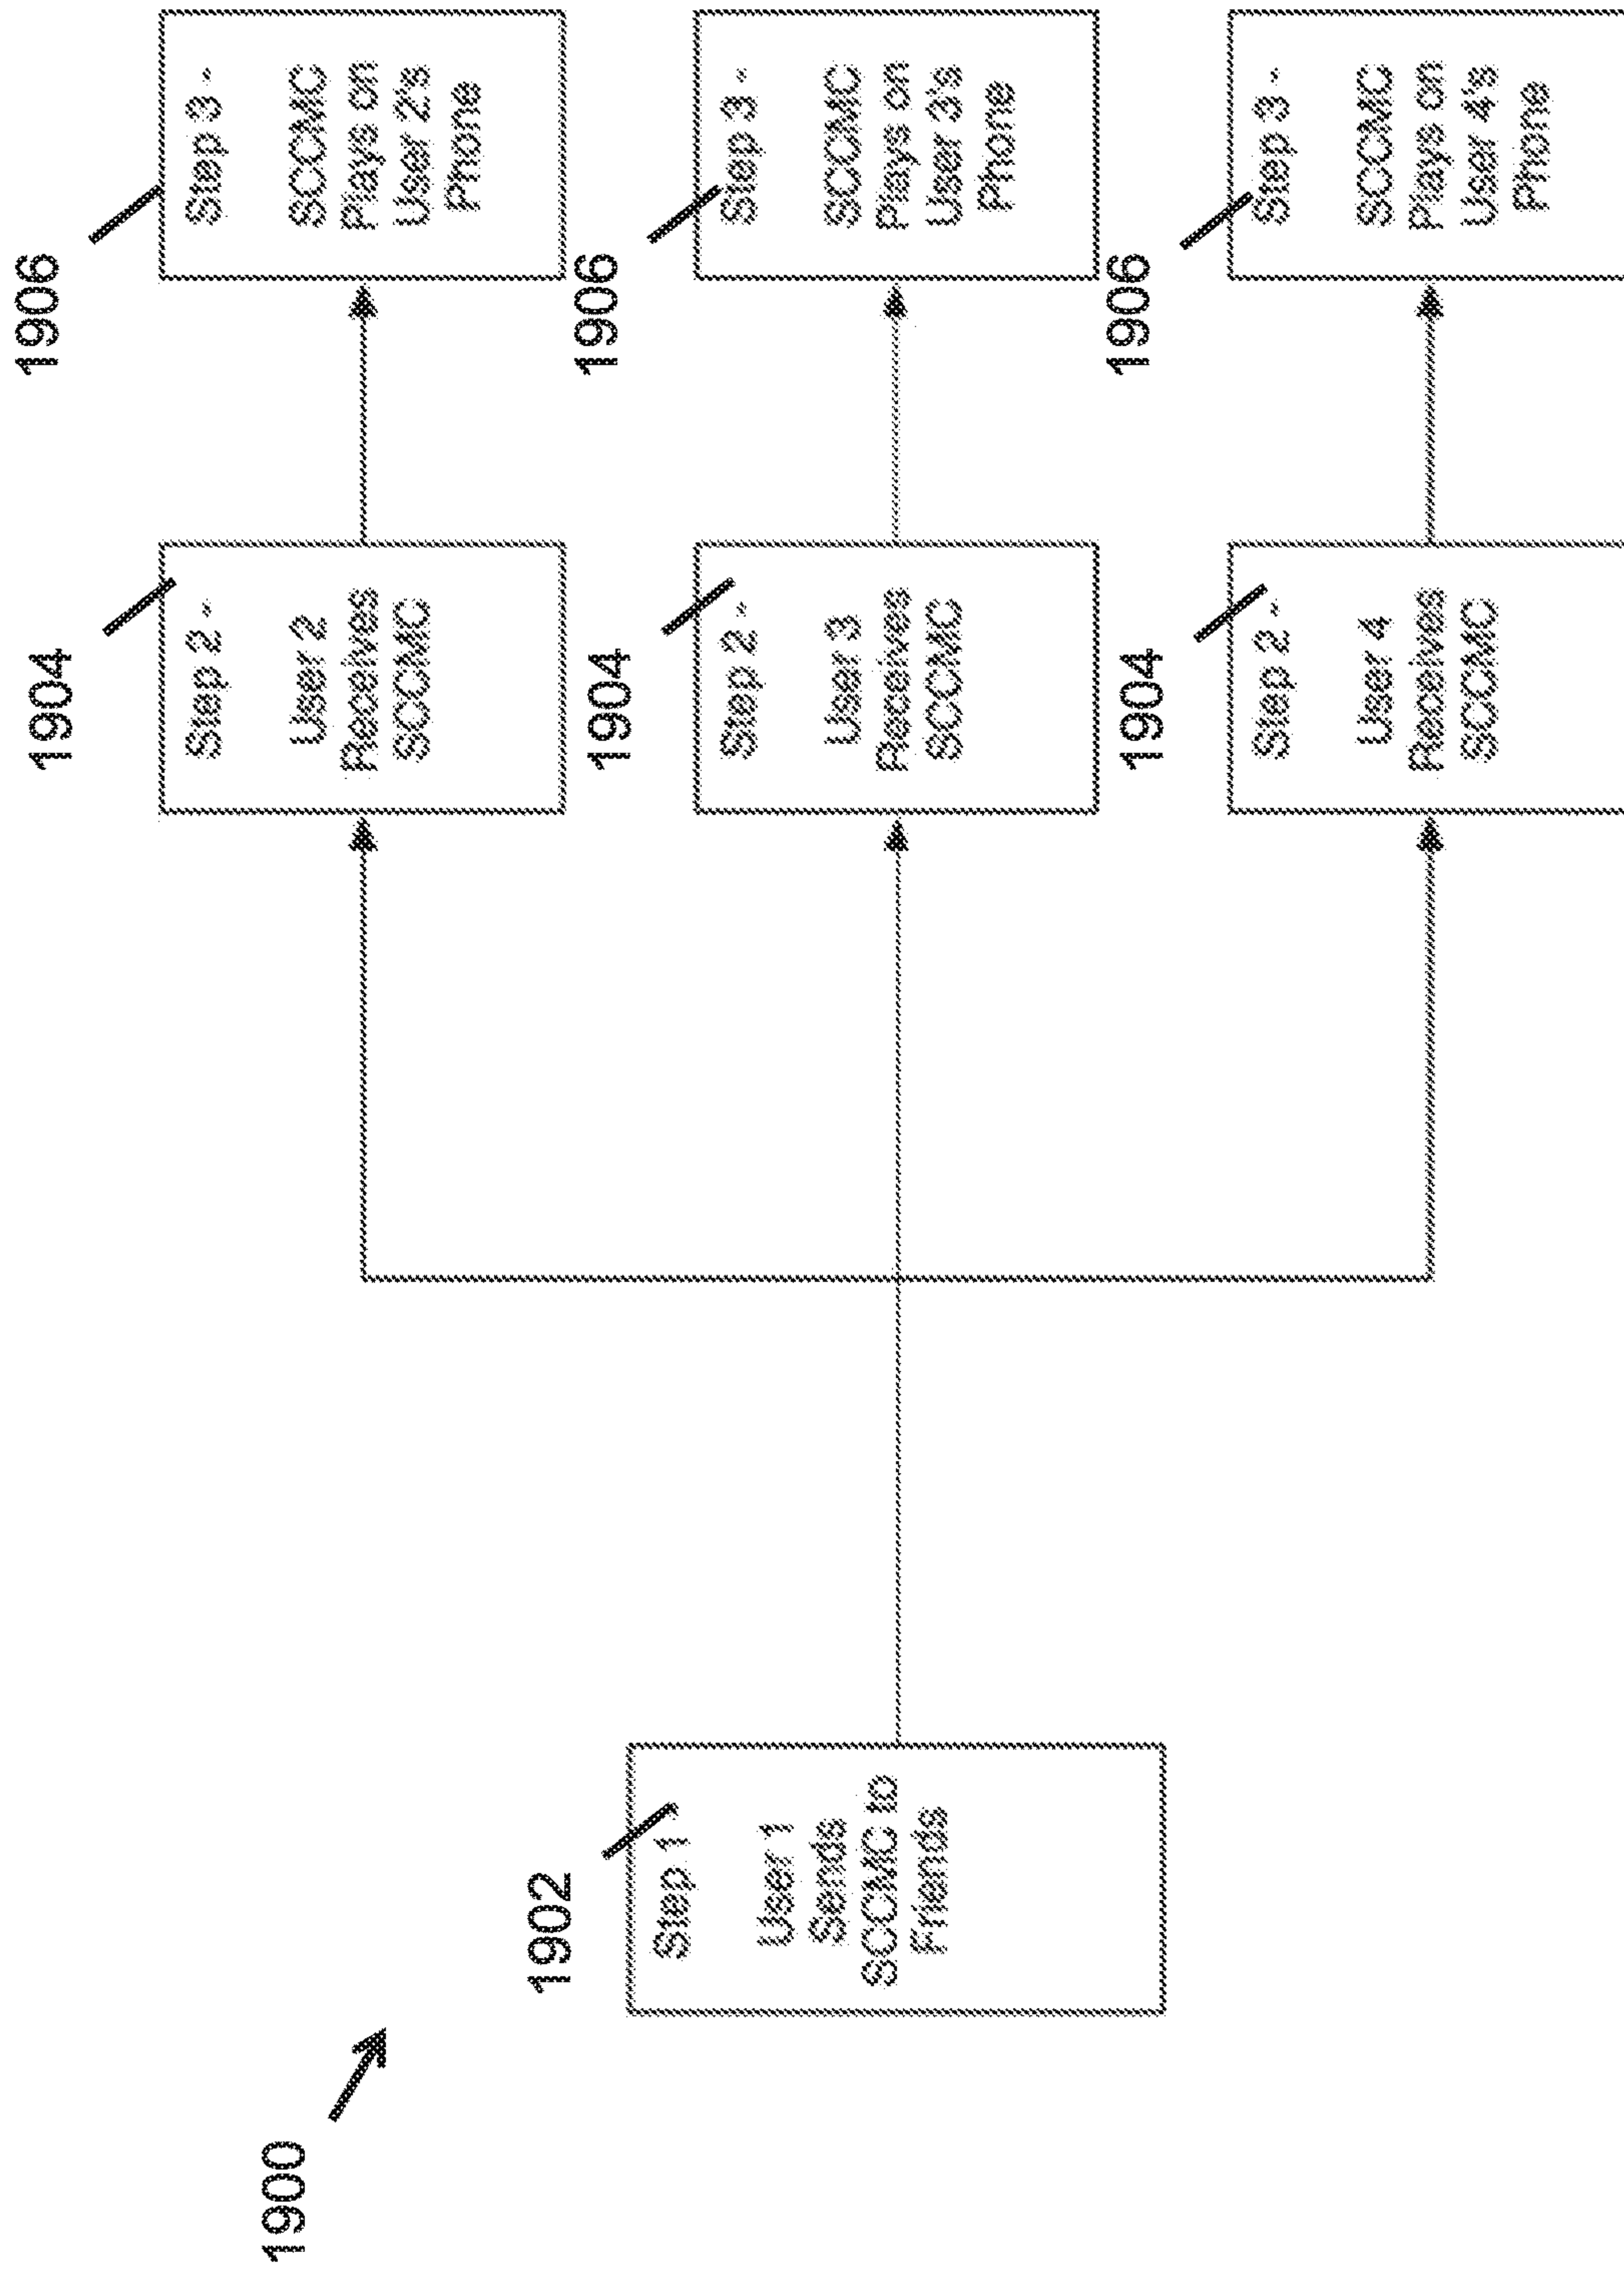 1900
1902
Step 1
User 1
Sends
SCCMC to
Friends
1904
Step 2 -
User 2
Receives
SCCMC
1906
Step 3 -
SCCMC
Plays on
User 2's
Phone
1904
Step 2 -
User 3
Receives
SCCMC
1906
Step 3 -
SCCMC
Plays on
User 3's
Phone
1904
Step 2 -
User 4
Receives
SCCMC
1906
Step 3 -
SCCMC
Plays on
User 4's
Phone